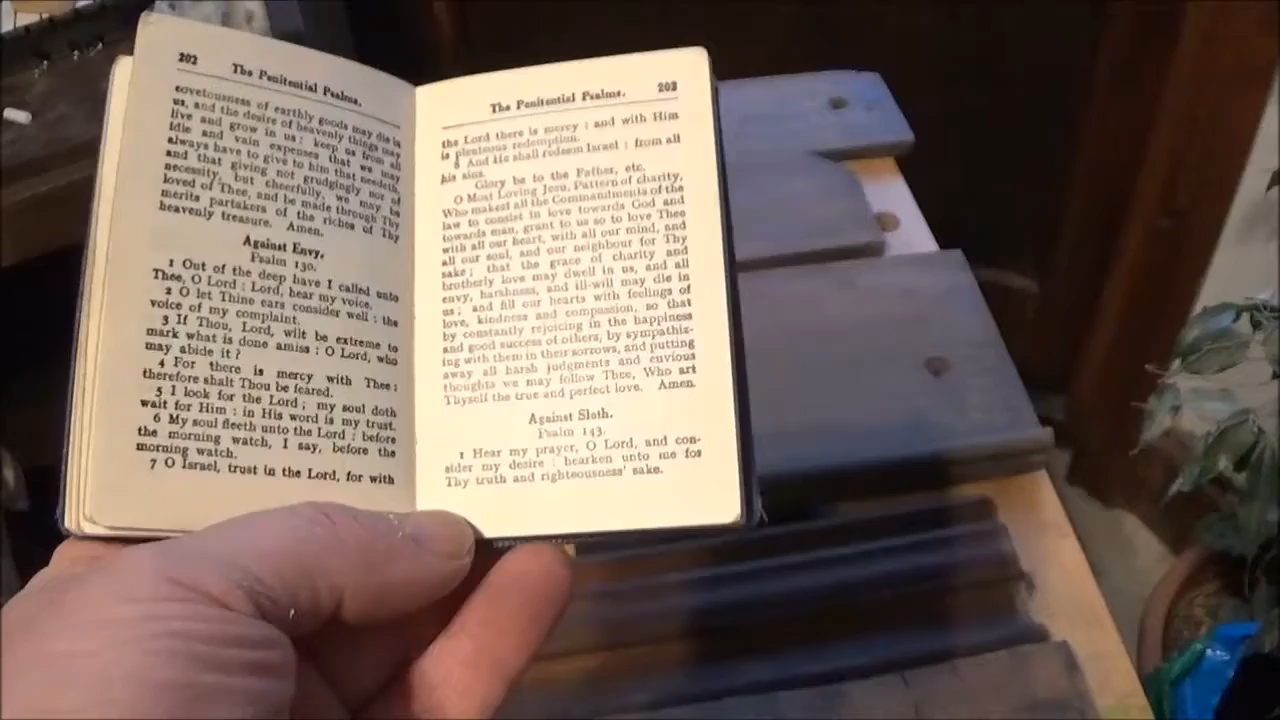 202
The Penitential Psalms.
covetousness of earthly goods may die in
us, and the desire of heavenly things may
live and grow in us: keep us from all
idle and vain expenses that we may
always have to give to him that needeth,
and that giving not grudgingly nor of
necessity, but cheerfully, we may be
loved of Thee, and be made through Thy
merits partakers of the riches of Thy
heavenly treasure. Amen.
Against Envy.
Psalm 130.
1 Out of the deep have I called unto
Thee, O Lord : Lord, hear my voice.
2 O let Thine ears consider well : the
voice of my complaint.
3 If Thou, Lord, wilt be extreme to
mark what is done amiss : O Lord, who
may abide it ?
4 For there is mercy with Thee :
therefore shalt Thou be feared.
5 I look for the Lord ; my soul doth
wait for Him : in His word is my trust.
6 My soul fleeth unto the Lord : before
the morning watch, I say, before the
morning watch.
7 O Israel, trust in the Lord, for with
The Penitential Psalms.
203
the Lord there is mercy : and with Him
is plenteous redemption.
8 And He shall redeem Israel : from all
his sins.
Glory be to the Father, etc.
O Most Loving Jesu, Pattern of charity,
Who makest all the Commandments of the
law to consist in love towards God and
towards man, grant to us so to love Thee
with all our heart, with all our mind, and
all our soul, and our neighbour for Thy
sake ; that the grace of charity and
brotherly love may dwell in us, and all
envy, harshness, and ill-will may die in
us ; and fill our hearts with feelings of
love, kindness and compassion, so that
by constantly rejoicing in the happiness
and good success of others, by sympathiz-
ing with them in their sorrows, and putting
away all harsh judgments and envious
thoughts we may follow Thee, Who art
Thyself the true and perfect love. Amen.
Against Sloth.
Psalm 143.
1 Hear my prayer, O Lord, and con-
sider my desire : hearken unto me for
Thy truth and righteousness' sake.